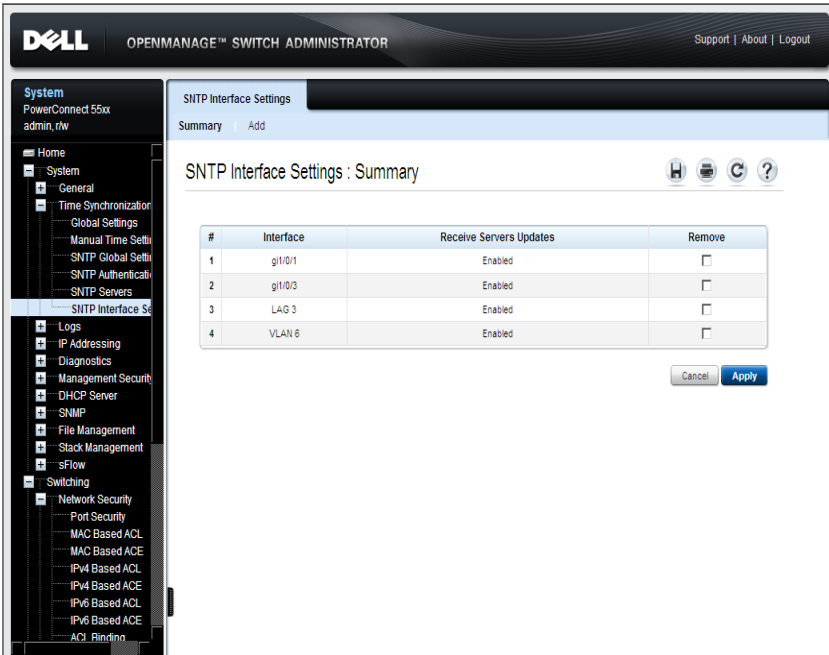 DELL OPENMANAGE™ SWITCH ADMINISTRATOR
Support | About | Logout
System
PowerConnect 55xx
admin, r/w
Home
System
General
Time Synchronization
Global Settings
Manual Time Settin
SNTP Global Settin
SNTP Authenticati
SNTP Servers
SNTP Interface Se
Logs
IP Addressing
Diagnostics
Management Security
DHCP Server
SNMP
File Management
Stack Management
sFlow
Switching
Network Security
Port Security
MAC Based ACL
MAC Based ACE
IPv4 Based ACL
IPv4 Based ACE
IPv6 Based ACL
IPv6 Based ACE
ACL Binding
SNTP Interface Settings
Summary | Add
SNTP Interface Settings : Summary
# Interface Receive Servers Updates Remove
1 gi1/0/1 Enabled
2 gi1/0/3 Enabled
3 LAG 3 Enabled
4 VLAN 6 Enabled
Cancel Apply